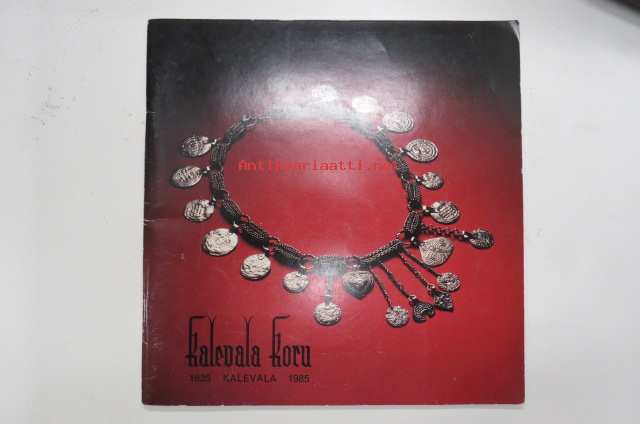 Antikvariaatti.net
kalevala koru
1835 KALEVALA 1985